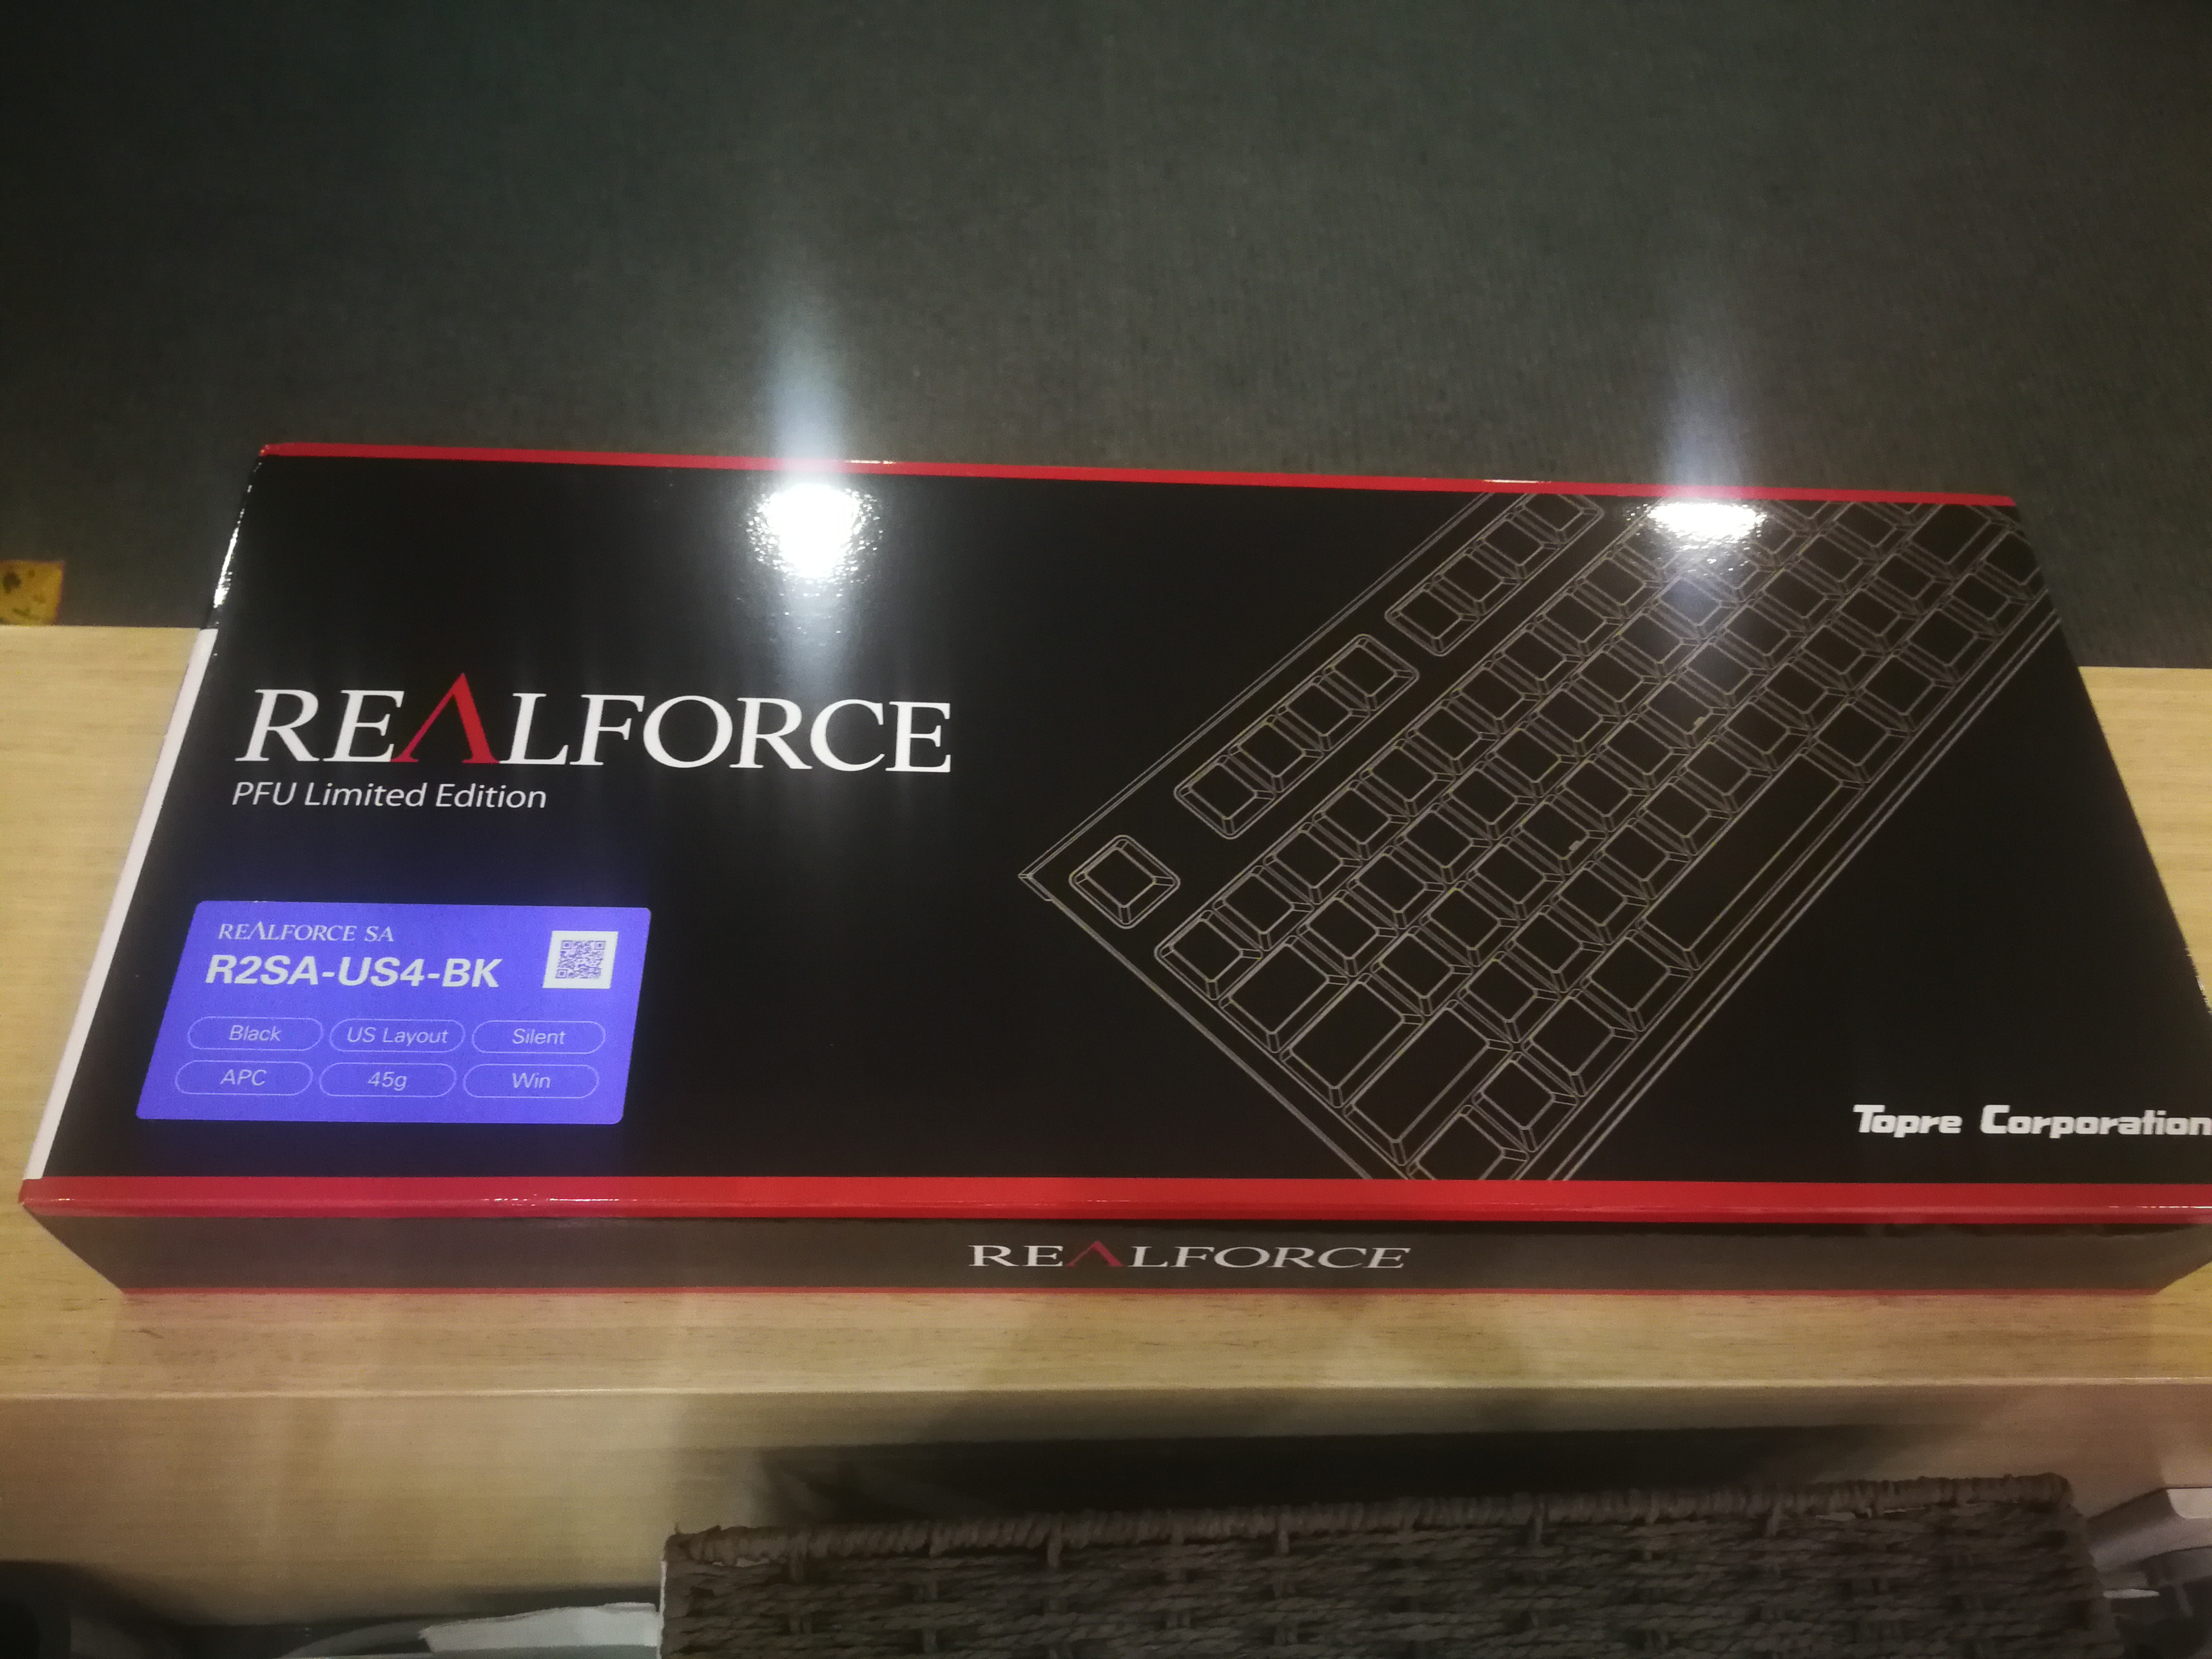 REALFORCE
PFU Limited Edition
REALFORCE SA
R2SA-US4-BK
Black US Layout Silent
APC 45g Win
Topre Corporation
REALFORCE